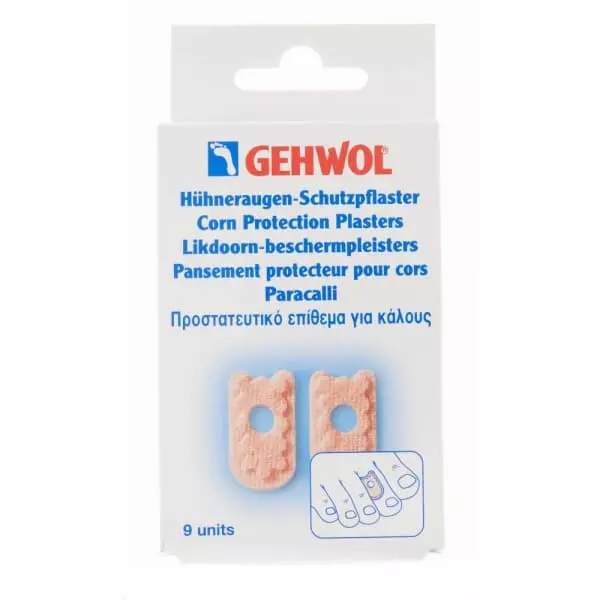 GEHWOL
Hühneraugen-Schutzpflaster
Corn Protection Plasters
Likdoorn-beschermpleisters
Pansement protecteur pour cors
Paracalli
Προστατευτικό επίθεμα για κάλους
9 units